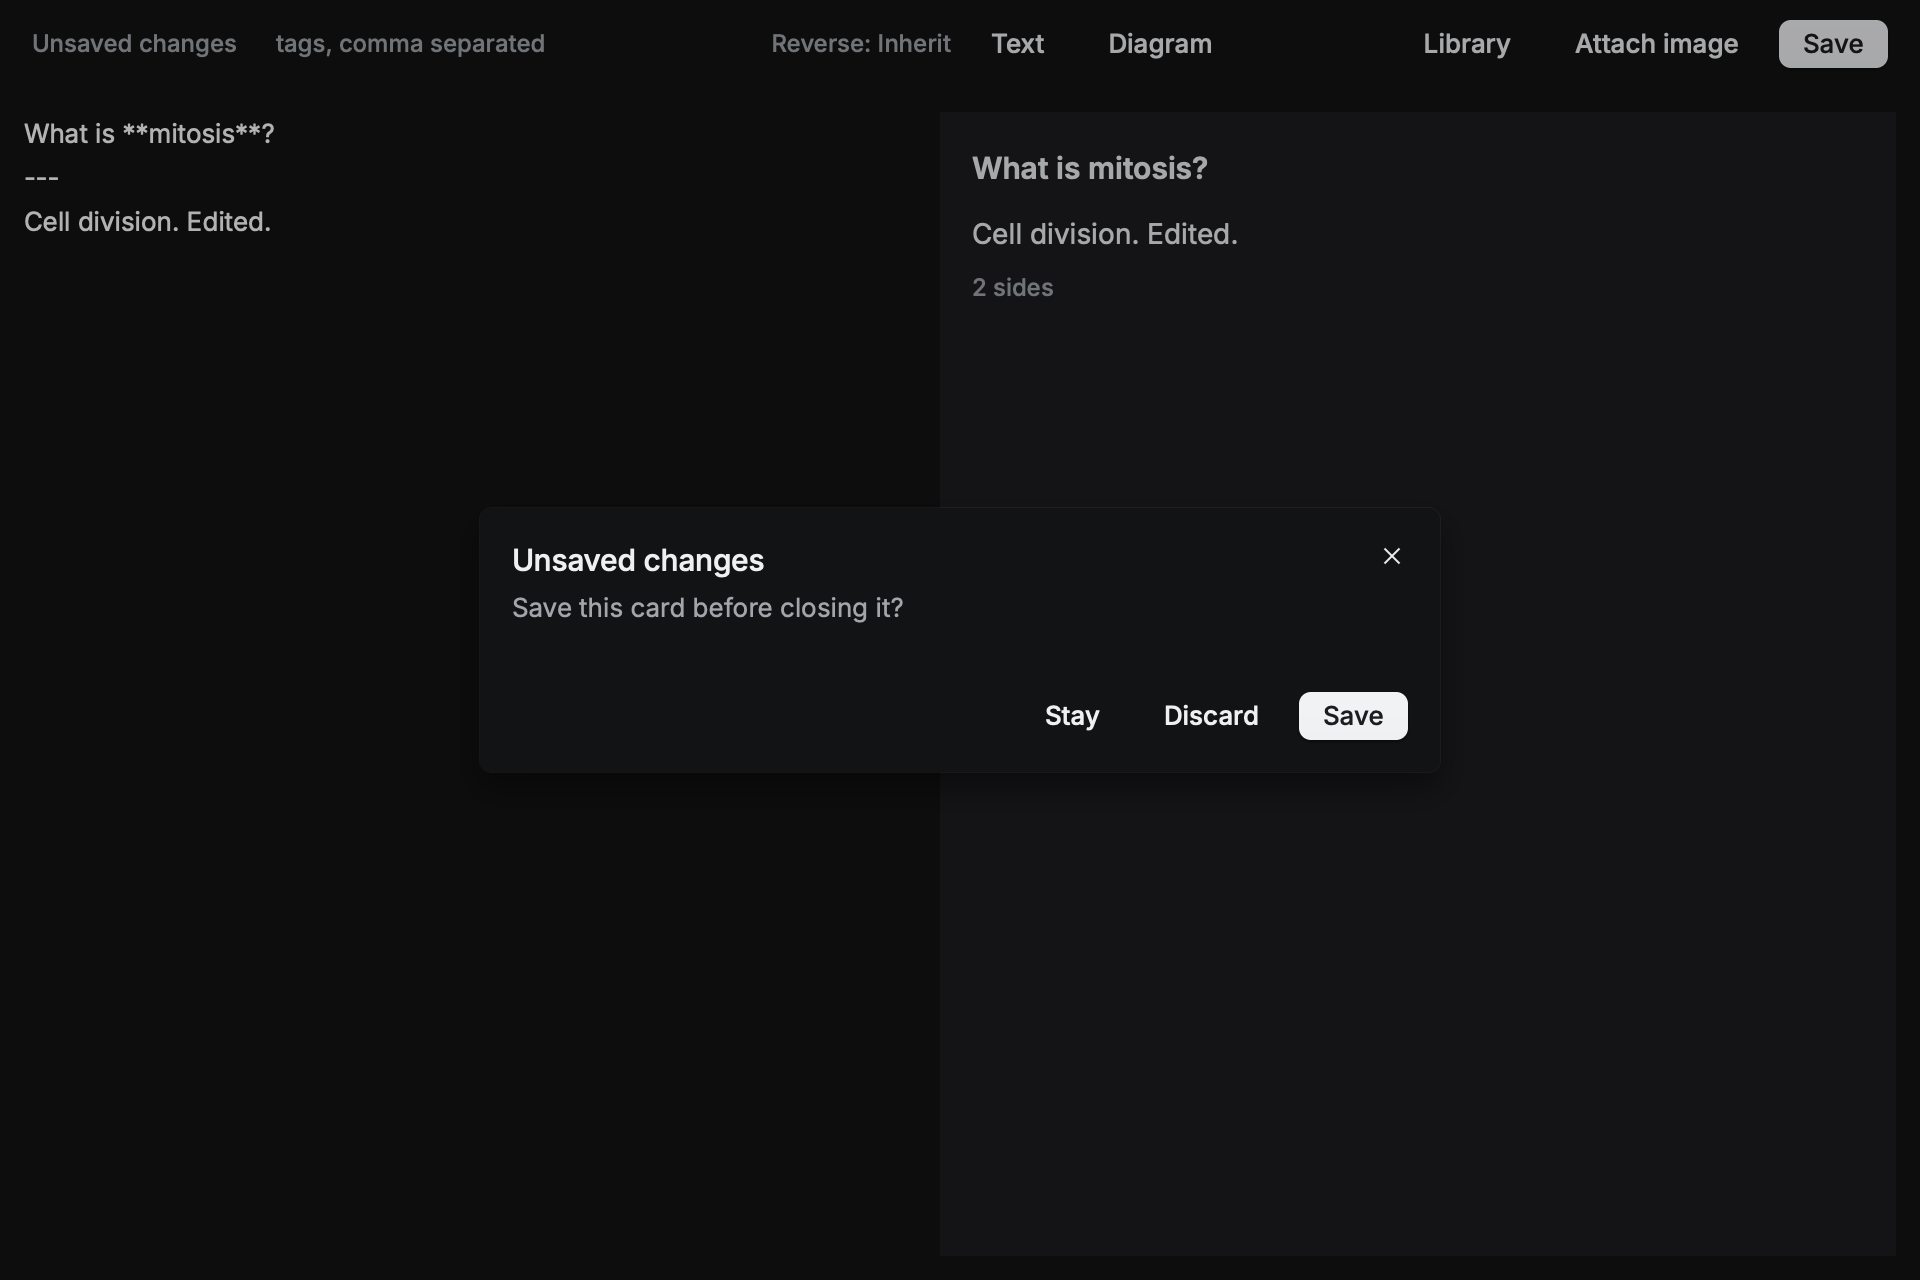 Unsaved changes tags, comma separated Reverse: Inherit Text Diagram Library Attach image Save
What is **mitosis**?
---
Cell division. Edited.
What is mitosis?
Cell division. Edited.
2 sides
Unsaved changes
Save this card before closing it?
Stay Discard Save